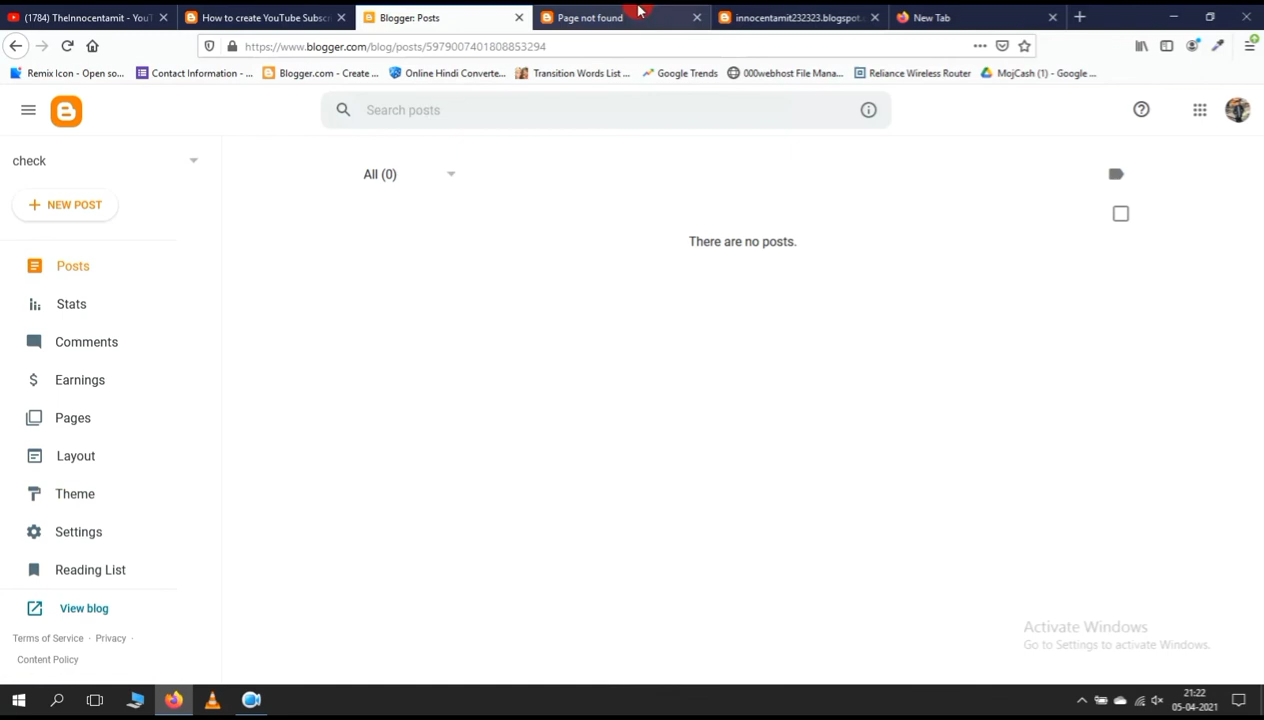 (1784) TheInnocentamit - YouT
How to create YouTube Subscr
Blogger: Posts
Page not found
innocentamit232323.blogspot.c
New Tab
https://www.blogger.com/blog/posts/5979007401808853294
Remix Icon - Open so...
Contact Information - ...
Blogger.com - Create ...
Online Hindi Converte...
Transition Words List ...
Google Trends
000webhost File Mana...
Reliance Wireless Router
MojCash (1) - Google ...
Search posts
check
All (0)
+ NEW POST
There are no posts.
Posts
Stats
Comments
Earnings
Pages
Layout
Theme
Settings
Reading List
View blog
Terms of Service · Privacy ·
Content Policy
Activate Windows
Go to Settings to activate Windows.
21:22
05-04-2021